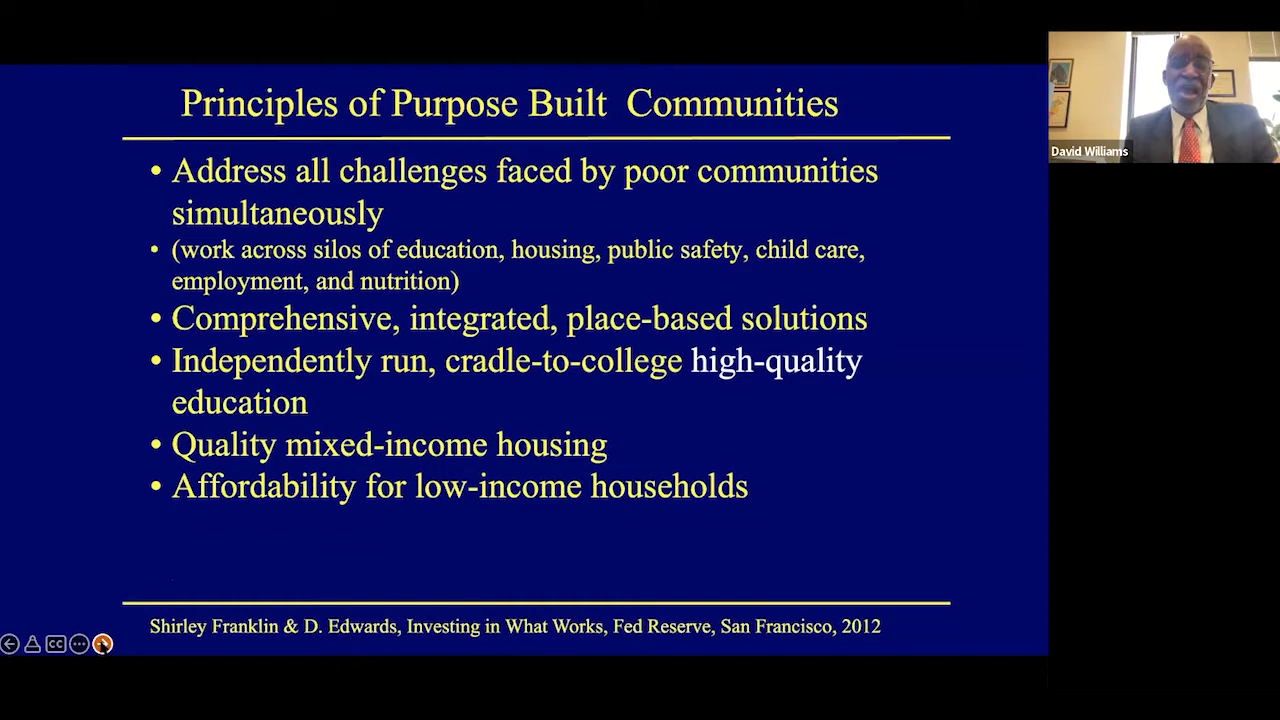 Principles of Purpose Built Communities
• Address all challenges faced by poor communities
simultaneously
• (work across silos of education, housing, public safety, child care,
employment, and nutrition)
• Comprehensive, integrated, place-based solutions
• Independently run, cradle-to-college high-quality
education
• Quality mixed-income housing
• Affordability for low-income households
Shirley Franklin & D. Edwards, Investing in What Works, Fed Reserve, San Francisco, 2012
CC
David Williams